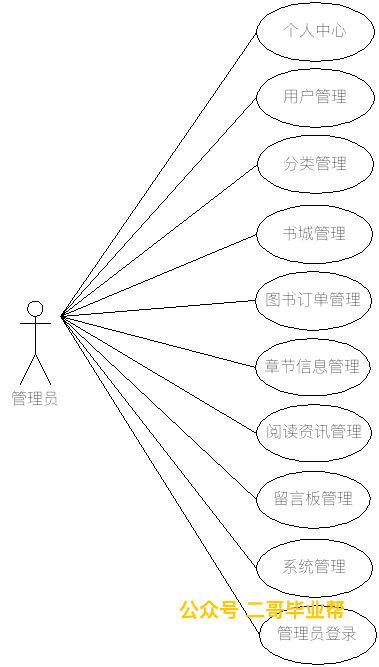 个人中心
用户管理
分类管理
书城管理
图书订单管理
章节信息管理
管理员
阅读资讯管理
留言板管理
系统管理
公众号 二哥毕业帮
管理员登录